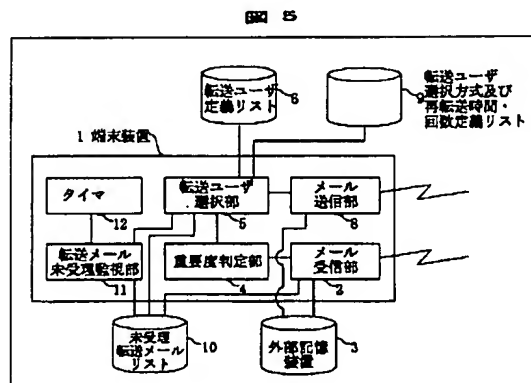 図 5
転送ユーザ
定義リスト
6
転送ユーザ
選択方式及び
再転送時間・
回数定義リスト
9
1 端末装置
タイマ
12
転送ユーザ
選択部
5
メール
送信部
8
転送メール
未受理監視部
11
重要度判定部
4
メール
受信部
2
未受理
転送メール
リスト
10
外部記憶
装置
3